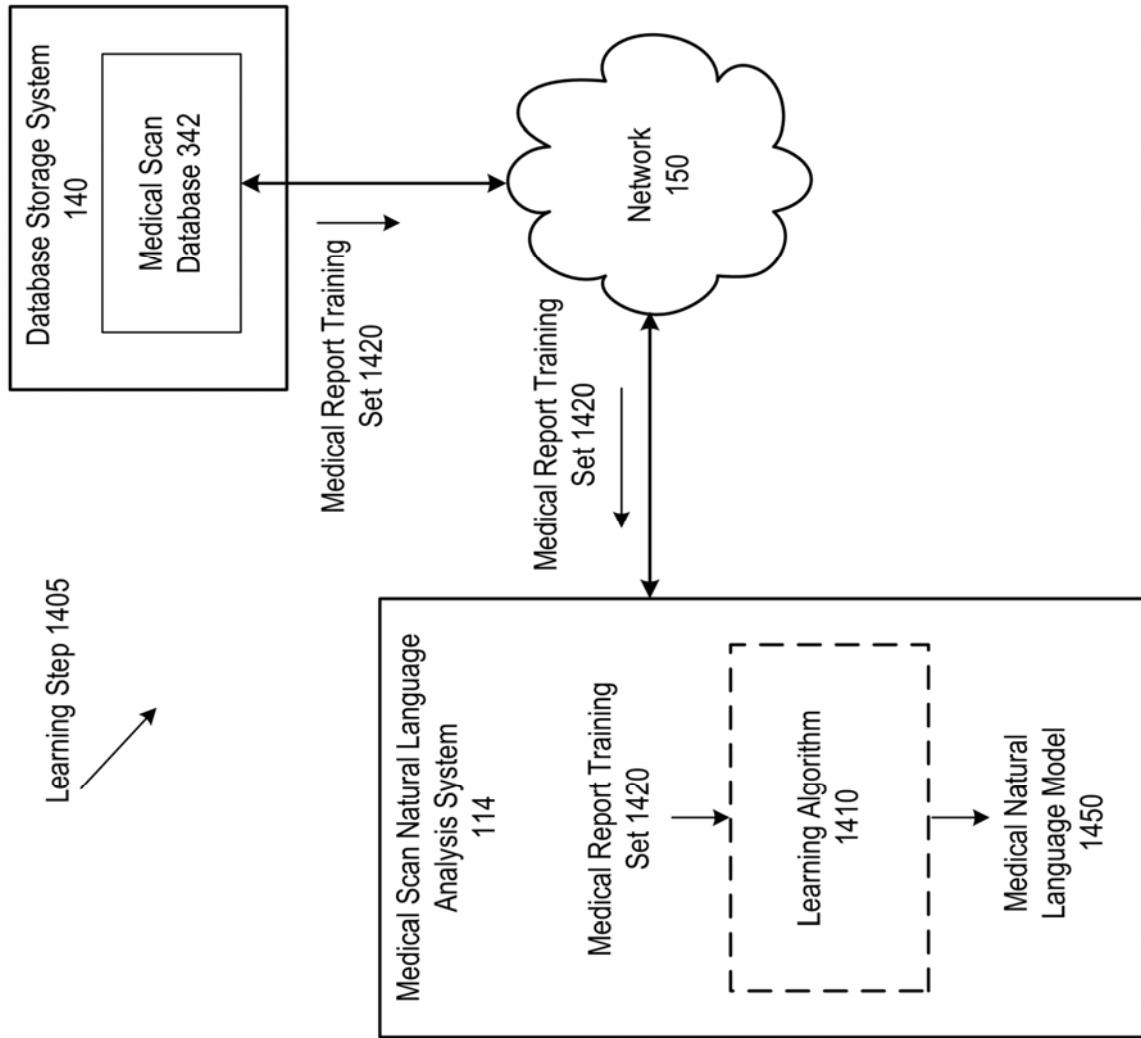 Learning Step 1405
Database Storage System
140
Medical Scan
Database 342
Medical Report Training
Set 1420
Network
150
Medical Report Training
Set 1420
Medical Scan Natural Language
Analysis System
114
Medical Report Training
Set 1420
Learning Algorithm
1410
Medical Natural
Language Model
1450